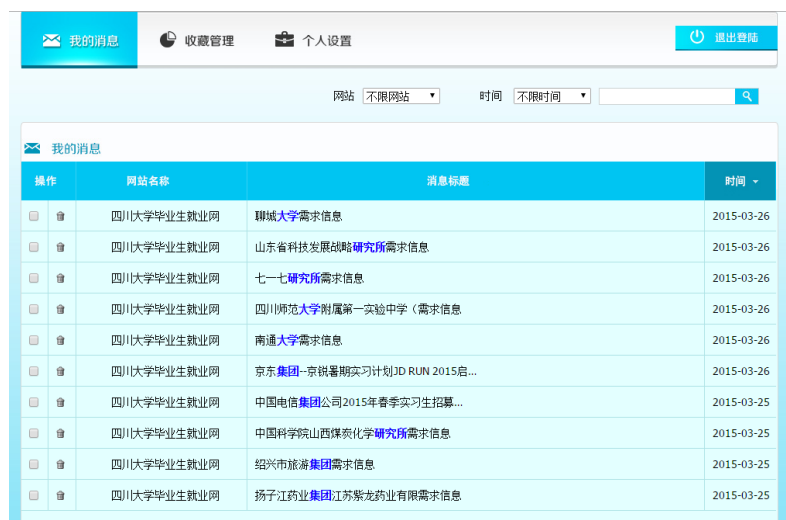 我的消息 收藏管理 个人设置 退出登陆
网站 不限网站 时间 不限时间
我的消息
操作 网站名称 消息标题 时间
四川大学毕业生就业网 聊城大学需求信息 2015-03-26
四川大学毕业生就业网 山东省科技发展战略研究所需求信息 2015-03-26
四川大学毕业生就业网 七一七研究所需求信息 2015-03-26
四川大学毕业生就业网 四川师范大学附属第一实验中学（需求信息 2015-03-26
四川大学毕业生就业网 南通大学需求信息 2015-03-26
四川大学毕业生就业网 京东集团--京锐暑期实习计划JD RUN 2015启... 2015-03-26
四川大学毕业生就业网 中国电信集团公司2015年春季实习生招募... 2015-03-25
四川大学毕业生就业网 中国科学院山西煤炭化学研究所需求信息 2015-03-25
四川大学毕业生就业网 绍兴市旅游集团需求信息 2015-03-25
四川大学毕业生就业网 扬子江药业集团江苏紫龙药业有限需求信息 2015-03-25